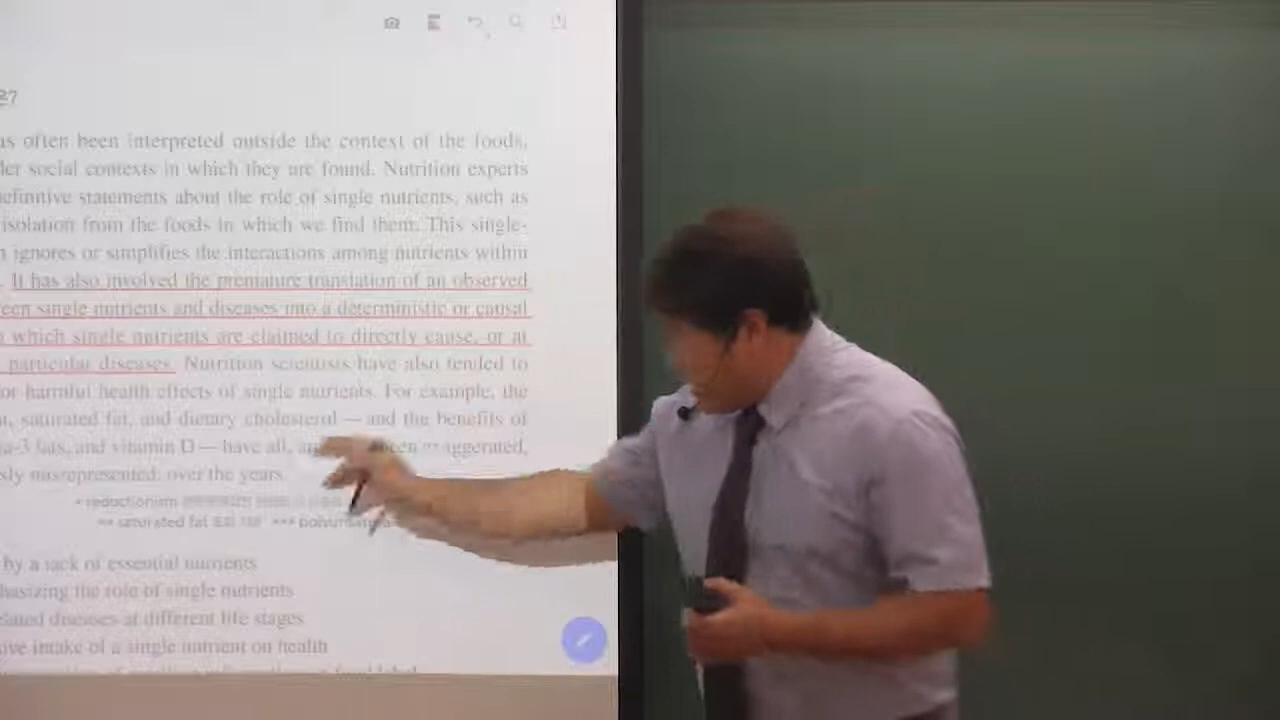 as often been interpreted outside the context of the foods,
social contexts in which they are found. Nutrition experts
definitive statements about the role of single nutrients, such as
isolation from the foods in which we find them. This single-
ignores or simplifies the interactions among nutrients within
. It has also involved the premature translation of an observed
een single nutrients and diseases into a deterministic or causal
which single nutrients are claimed to directly cause, or at
particular diseases. Nutrition scientists have also tended to
or harmful health effects of single nutrients. For example, the
saturated fat, and dietary cholesterol — and the benefits of
a-3 fats, and vitamin D — have all,
sly misrepresented, over the years.
* reductionism
** saturated fat ***
by a lack of essential nutrients
hasizing the role of single nutrients
elated diseases at different life stages
ive intake of a single nutrient on health